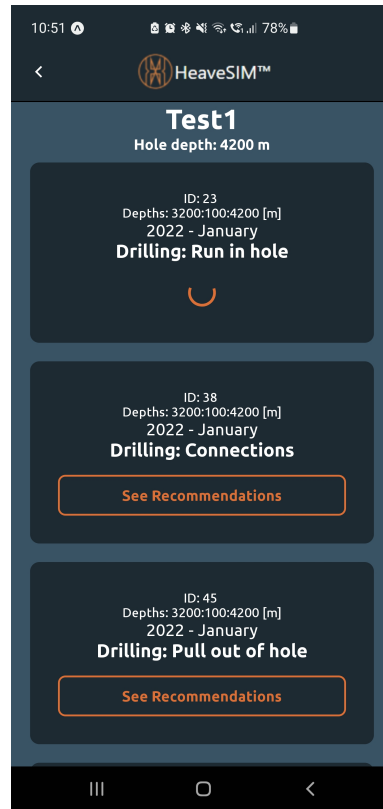 10:51
78%
HeaveSIM™
Test1
Hole depth: 4200 m
ID: 23
Depths: 3200:100:4200 [m]
2022 - January
Drilling: Run in hole
ID: 38
Depths: 3200:100:4200 [m]
2022 - January
Drilling: Connections
See Recommendations
ID: 45
Depths: 3200:100:4200 [m]
2022 - January
Drilling: Pull out of hole
See Recommendations